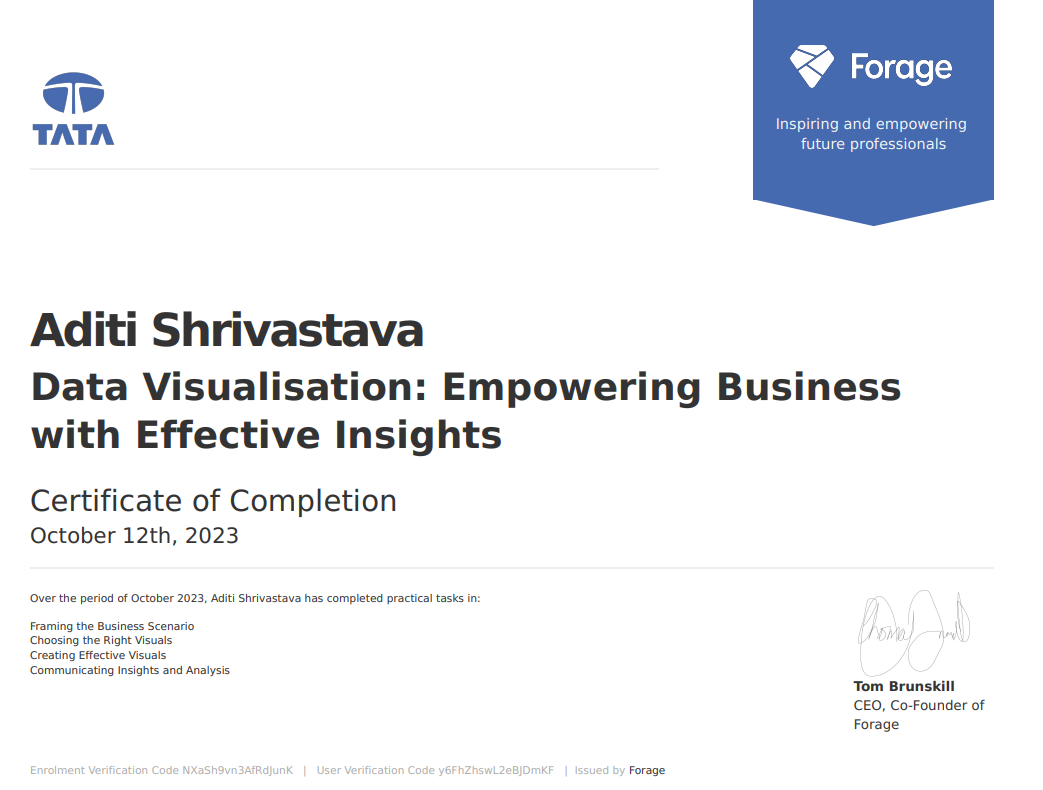 TATA
Forage
Inspiring and empowering
future professionals
Aditi Shrivastava
Data Visualisation: Empowering Business
with Effective Insights
Certificate of Completion
October 12th, 2023
Over the period of October 2023, Aditi Shrivastava has completed practical tasks in:
Framing the Business Scenario
Choosing the Right Visuals
Creating Effective Visuals
Communicating Insights and Analysis
Tom Brunskill
CEO, Co-Founder of
Forage
Enrolment Verification Code NXaSh9vn3AfRdJunK | User Verification Code y6FhZhswL2eBJDmKF | Issued by Forage